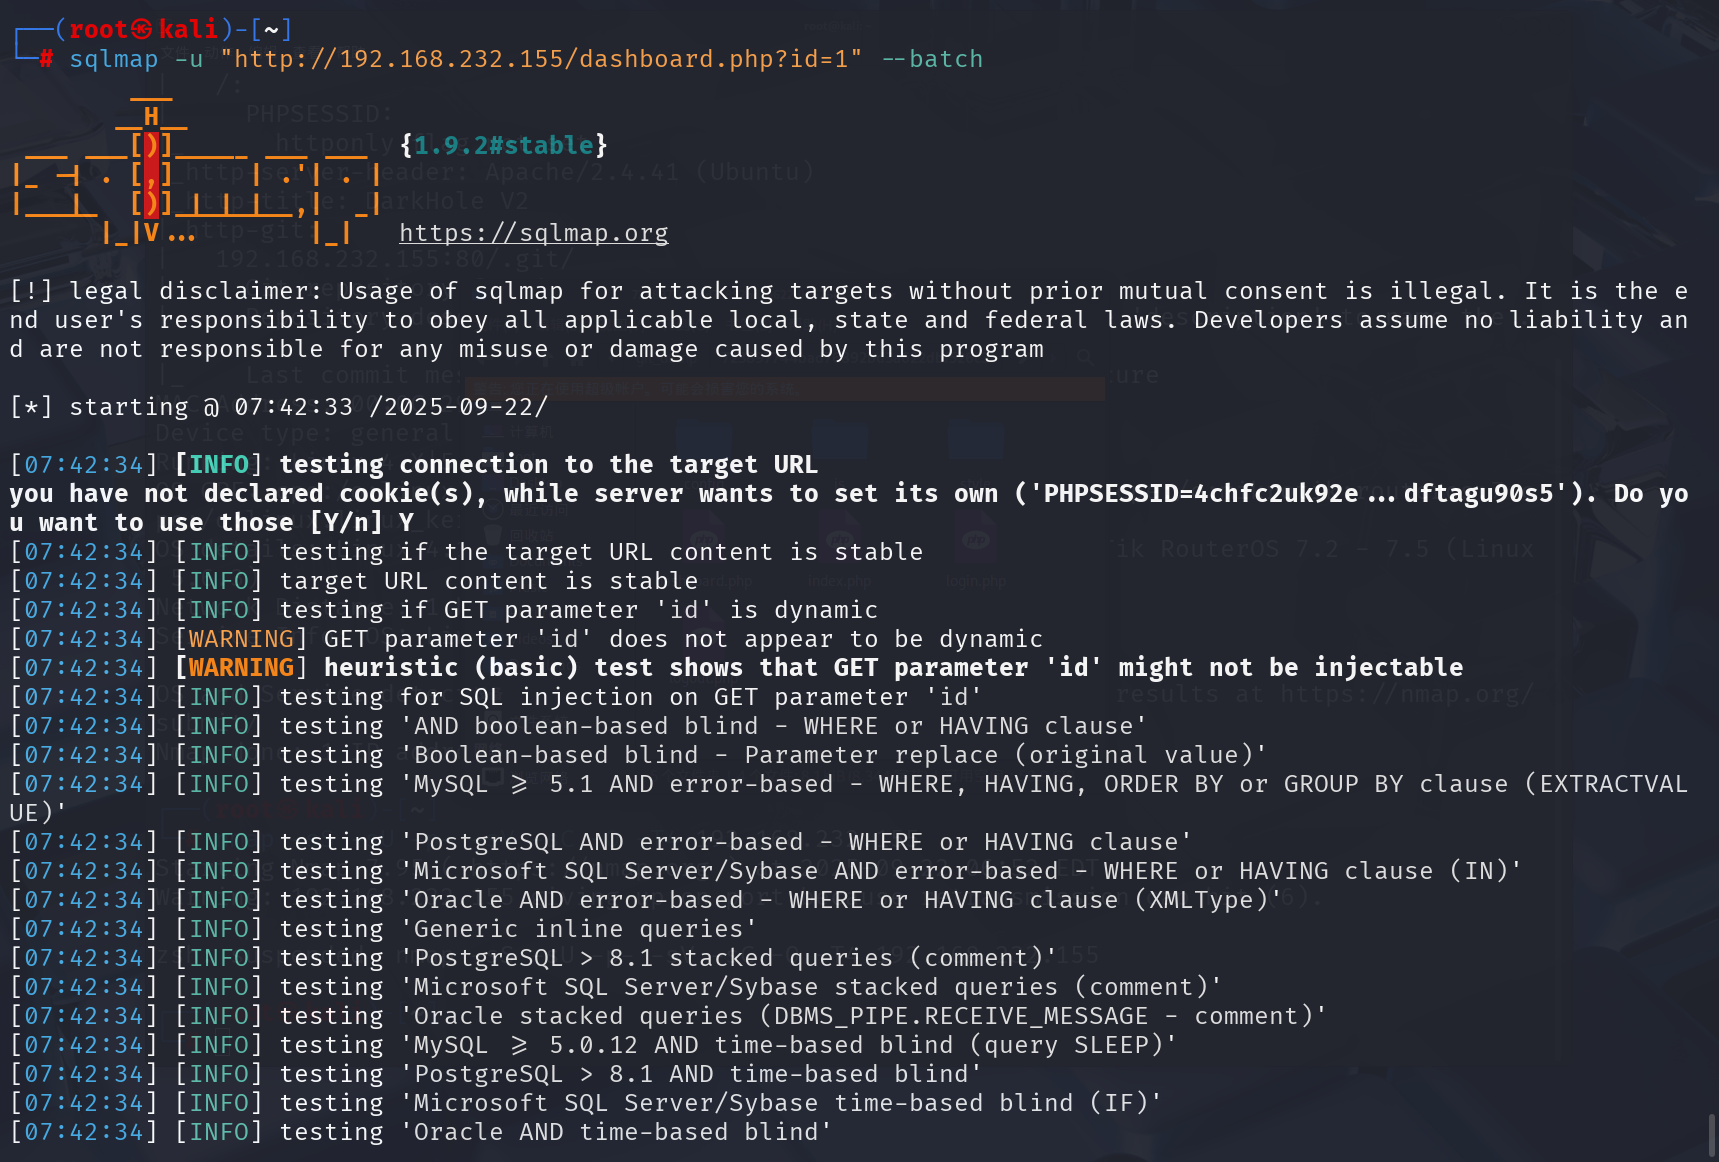 (root㉿kali)-[~]
# sqlmap -u "http://192.168.232.155/dashboard.php?id=1" --batch
H
{1.9.2#stable}
https://sqlmap.org
[!] legal disclaimer: Usage of sqlmap for attacking targets without prior mutual consent is illegal. It is the e
nd user's responsibility to obey all applicable local, state and federal laws. Developers assume no liability an
d are not responsible for any misuse or damage caused by this program
[*] starting @ 07:42:33 /2025-09-22/
[07:42:34] [INFO] testing connection to the target URL
you have not declared cookie(s), while server wants to set its own ('PHPSESSID=4chfc2uk92e...dftagu90s5'). Do yo
u want to use those [Y/n] Y
[07:42:34] [INFO] testing if the target URL content is stable
[07:42:34] [INFO] target URL content is stable
[07:42:34] [INFO] testing if GET parameter 'id' is dynamic
[07:42:34] [WARNING] GET parameter 'id' does not appear to be dynamic
[07:42:34] [WARNING] heuristic (basic) test shows that GET parameter 'id' might not be injectable
[07:42:34] [INFO] testing for SQL injection on GET parameter 'id'
[07:42:34] [INFO] testing 'AND boolean-based blind - WHERE or HAVING clause'
[07:42:34] [INFO] testing 'Boolean-based blind - Parameter replace (original value)'
[07:42:34] [INFO] testing 'MySQL >= 5.1 AND error-based - WHERE, HAVING, ORDER BY or GROUP BY clause (EXTRACTVAL
UE)'
[07:42:34] [INFO] testing 'PostgreSQL AND error-based - WHERE or HAVING clause'
[07:42:34] [INFO] testing 'Microsoft SQL Server/Sybase AND error-based - WHERE or HAVING clause (IN)'
[07:42:34] [INFO] testing 'Oracle AND error-based - WHERE or HAVING clause (XMLType)'
[07:42:34] [INFO] testing 'Generic inline queries'
[07:42:34] [INFO] testing 'PostgreSQL > 8.1 stacked queries (comment)'
[07:42:34] [INFO] testing 'Microsoft SQL Server/Sybase stacked queries (comment)'
[07:42:34] [INFO] testing 'Oracle stacked queries (DBMS_PIPE.RECEIVE_MESSAGE - comment)'
[07:42:34] [INFO] testing 'MySQL >= 5.0.12 AND time-based blind (query SLEEP)'
[07:42:34] [INFO] testing 'PostgreSQL > 8.1 AND time-based blind'
[07:42:34] [INFO] testing 'Microsoft SQL Server/Sybase time-based blind (IF)'
[07:42:34] [INFO] testing 'Oracle AND time-based blind'